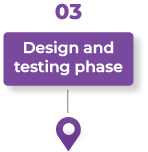 03
Design and
testing phase